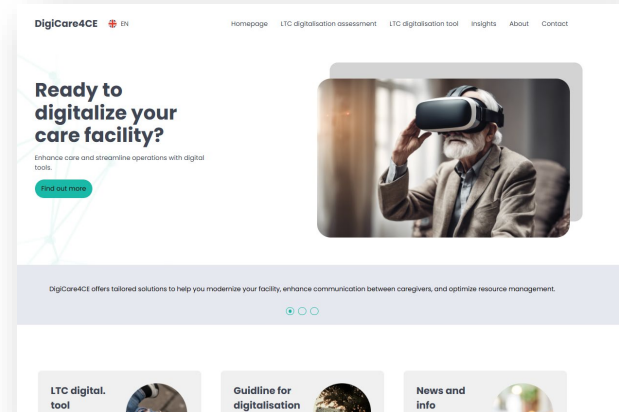 DigiCare4CE EN Homepage LTC digitalisation assessment LTC digitalisation tool Insights About Contact
Ready to
digitalize your
care facility?
Enhance care and streamline operations with digital
tools.
Find out more
DigiCare4CE offers tailored solutions to help you modernize your facility, enhance communication between caregivers, and optimize resource management.
LTC digital.
tool
Guidline for
digitalisation
News and
info